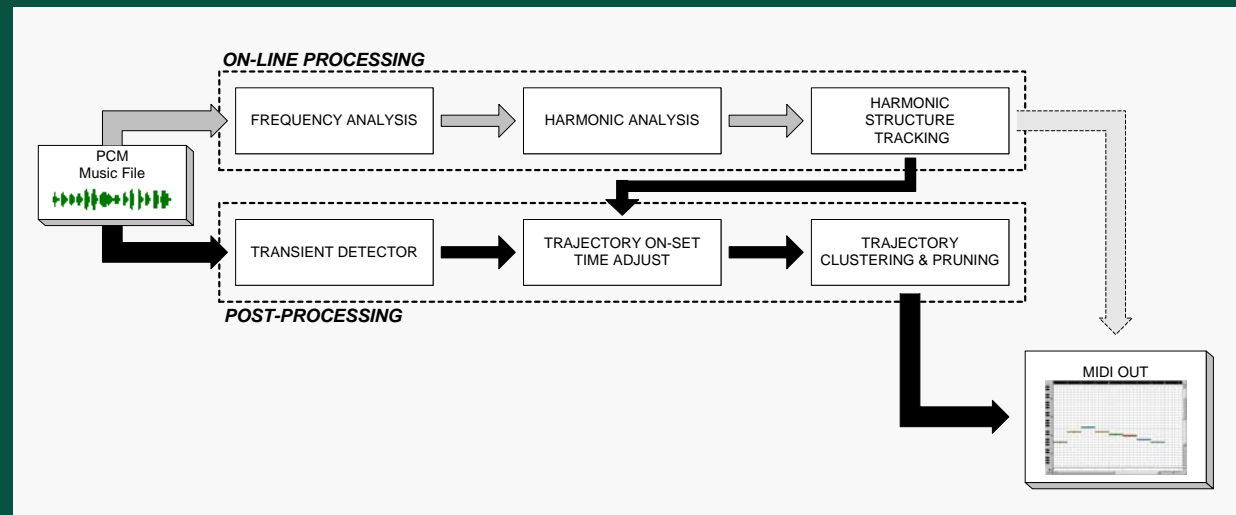 ON-LINE PROCESSING
FREQUENCY ANALYSIS
HARMONIC ANALYSIS
HARMONIC
STRUCTURE
TRACKING
PCM
Music File
TRANSIENT DETECTOR
TRAJECTORY ON-SET
TIME ADJUST
TRAJECTORY
CLUSTERING & PRUNING
POST-PROCESSING
MIDI OUT